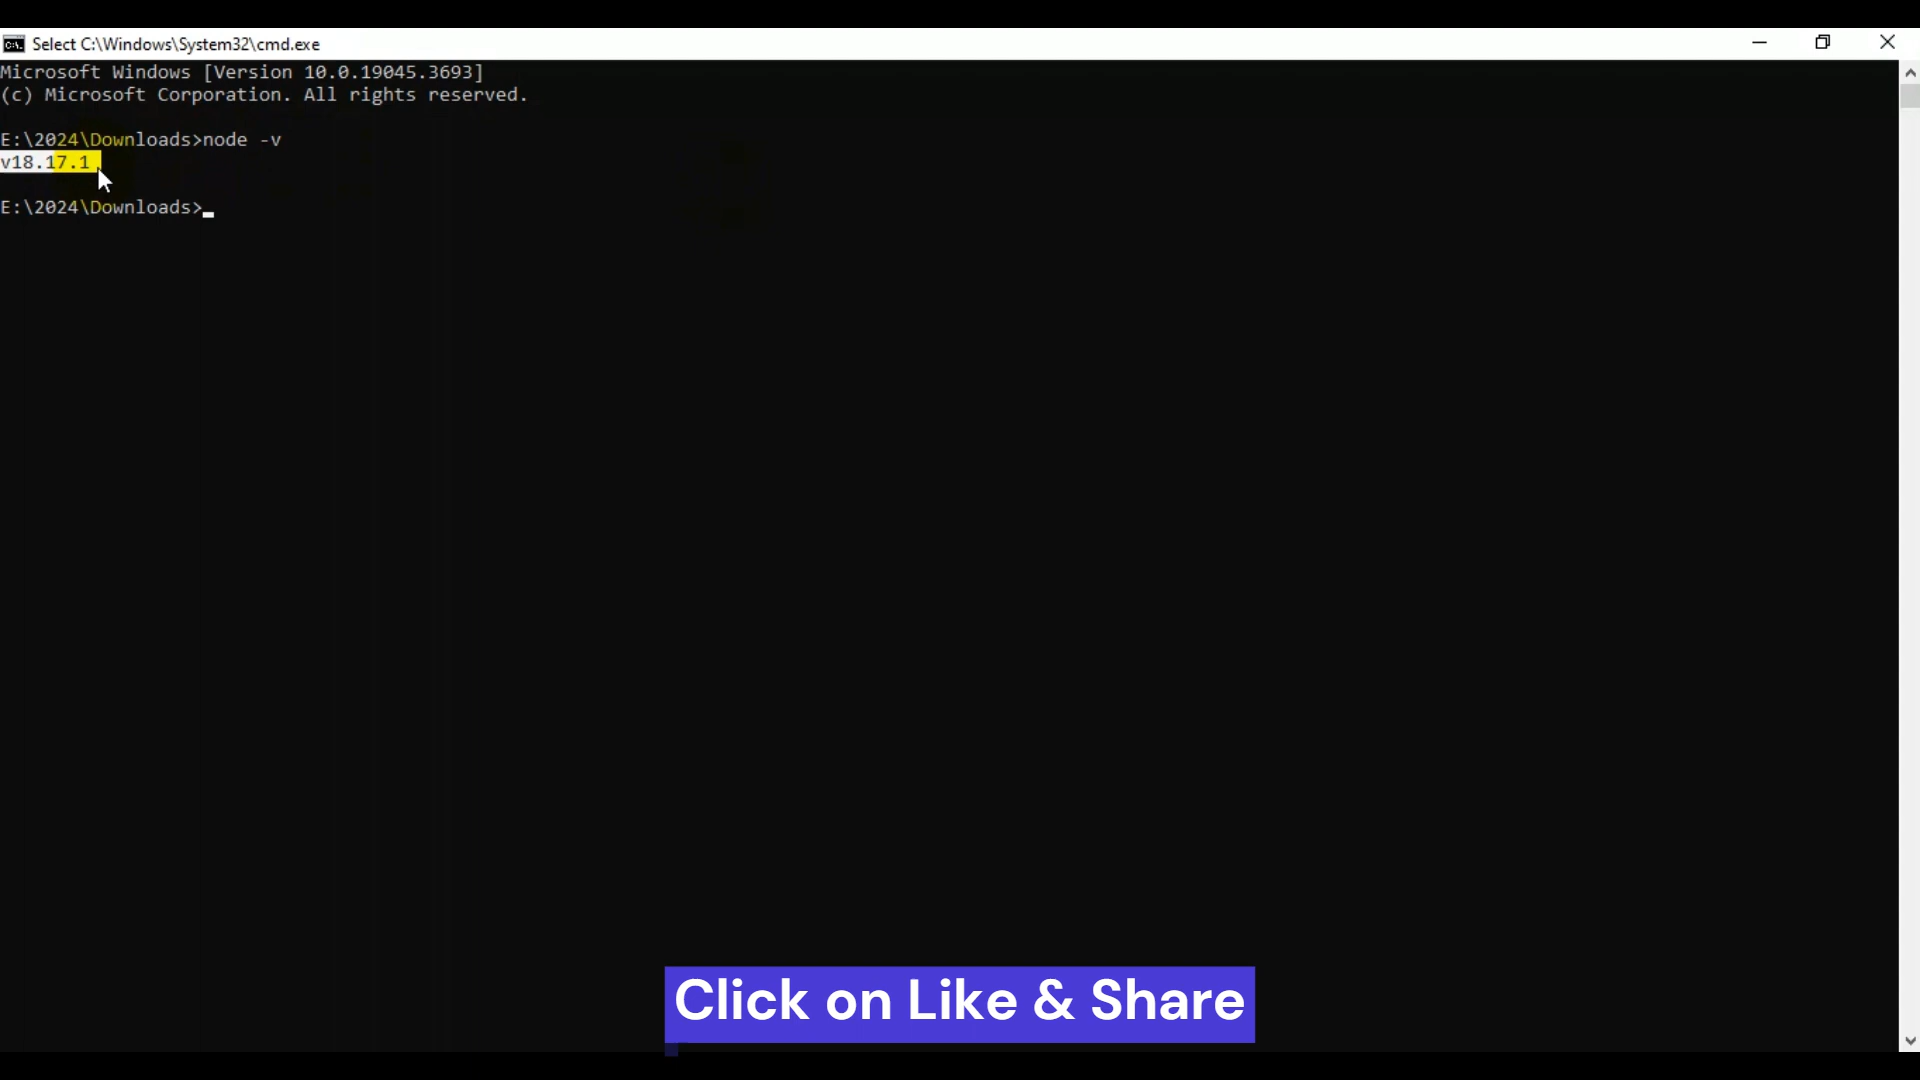 Select C:\Windows\System32\cmd.exe
Microsoft Windows [Version 10.0.19045.3693]
(c) Microsoft Corporation. All rights reserved.
E:\2024\Downloads>node -v
v18.17.1
E:\2024\Downloads>
Click on Like & Share